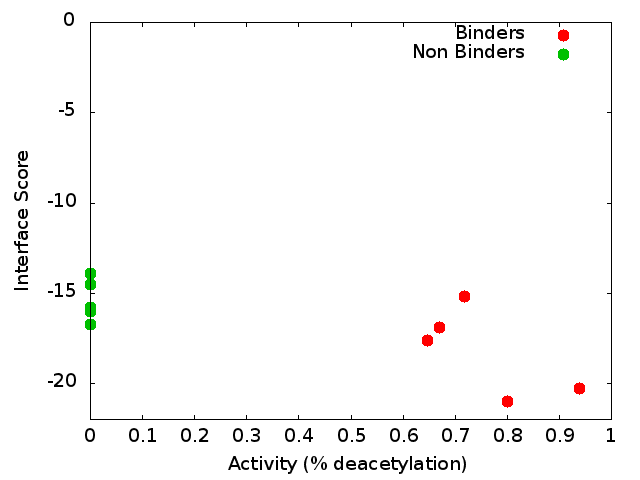 Binders
Non Binders
0
-5
-10
-15
-20
Interface Score
0 0.1 0.2 0.3 0.4 0.5 0.6 0.7 0.8 0.9 1
Activity (% deacetylation)